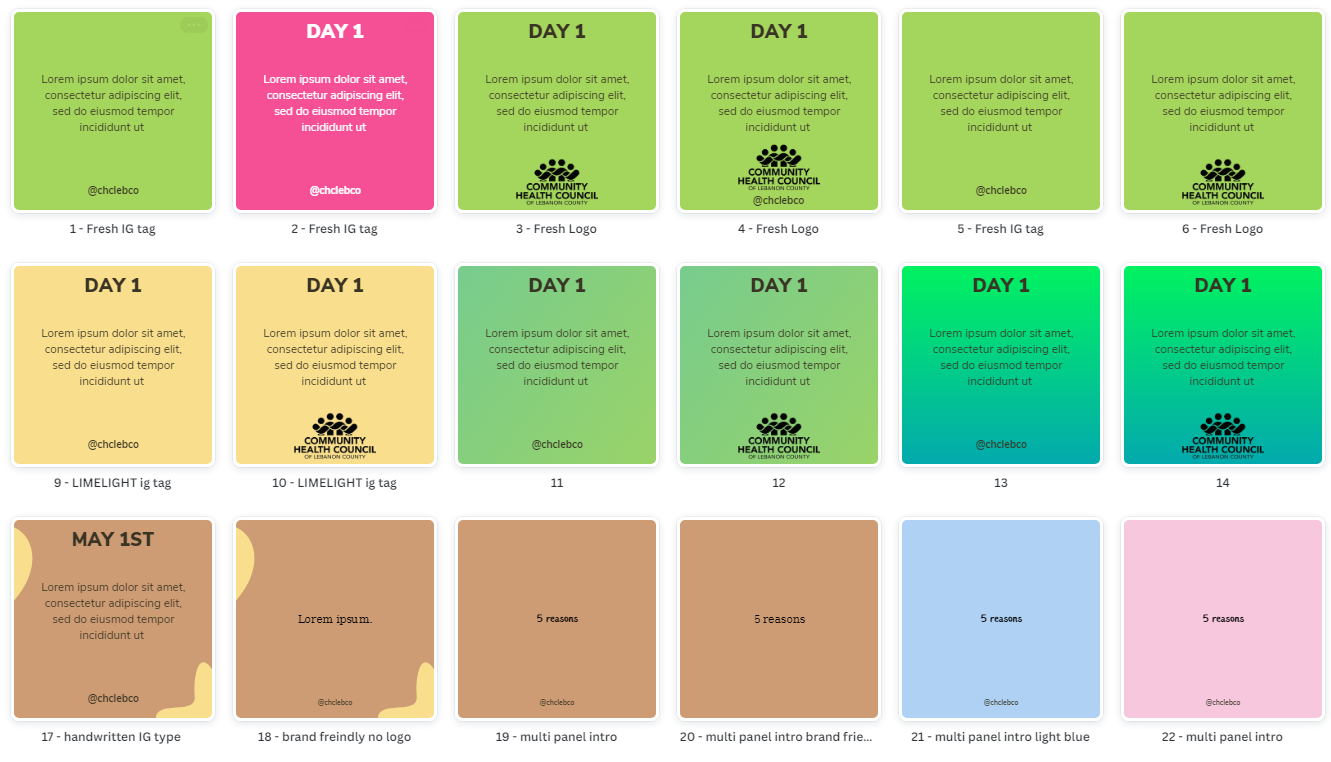 Lorem ipsum dolor sit amet,
consectetur adipiscing elit,
sed do eiusmod tempor
incididunt ut
@chclebco
1 - Fresh IG tag
DAY 1
Lorem ipsum dolor sit amet,
consectetur adipiscing elit,
sed do eiusmod tempor
incididunt ut
@chclebco
2 - Fresh IG tag
DAY 1
Lorem ipsum dolor sit amet,
consectetur adipiscing elit,
sed do eiusmod tempor
incididunt ut
COMMUNITY
HEALTH COUNCIL
OF LEBANON COUNTY
3 - Fresh Logo
DAY 1
Lorem ipsum dolor sit amet,
consectetur adipiscing elit,
sed do eiusmod tempor
incididunt ut
COMMUNITY
HEALTH COUNCIL
OF LEBANON COUNTY
@chclebco
4 - Fresh Logo
Lorem ipsum dolor sit amet,
consectetur adipiscing elit,
sed do eiusmod tempor
incididunt ut
@chclebco
5 - Fresh IG tag
Lorem ipsum dolor sit amet,
consectetur adipiscing elit,
sed do eiusmod tempor
incididunt ut
COMMUNITY
HEALTH COUNCIL
OF LEBANON COUNTY
6 - Fresh Logo
DAY 1
Lorem ipsum dolor sit amet,
consectetur adipiscing elit,
sed do eiusmod tempor
incididunt ut
@chclebco
9 - LIMELIGHT ig tag
DAY 1
Lorem ipsum dolor sit amet,
consectetur adipiscing elit,
sed do eiusmod tempor
incididunt ut
COMMUNITY
HEALTH COUNCIL
OF LEBANON COUNTY
10 - LIMELIGHT ig tag
DAY 1
Lorem ipsum dolor sit amet,
consectetur adipiscing elit,
sed do eiusmod tempor
incididunt ut
@chclebco
11
DAY 1
Lorem ipsum dolor sit amet,
consectetur adipiscing elit,
sed do eiusmod tempor
incididunt ut
COMMUNITY
HEALTH COUNCIL
OF LEBANON COUNTY
12
DAY 1
Lorem ipsum dolor sit amet,
consectetur adipiscing elit,
sed do eiusmod tempor
incididunt ut
@chclebco
13
DAY 1
Lorem ipsum dolor sit amet,
consectetur adipiscing elit,
sed do eiusmod tempor
incididunt ut
COMMUNITY
HEALTH COUNCIL
OF LEBANON COUNTY
14
MAY 1ST
Lorem ipsum dolor sit amet,
consectetur adipiscing elit,
sed do eiusmod tempor
incididunt ut
@chclebco
17 - handwritten IG type
Lorem ipsum.
@chclebco
18 - brand freindly no logo
5 reasons
@chclebco
19 - multi panel intro
5 reasons
@chclebco
20 - multi panel intro brand frie...
5 reasons
@chclebco
21 - multi panel intro light blue
5 reasons
@chclebco
22 - multi panel intro